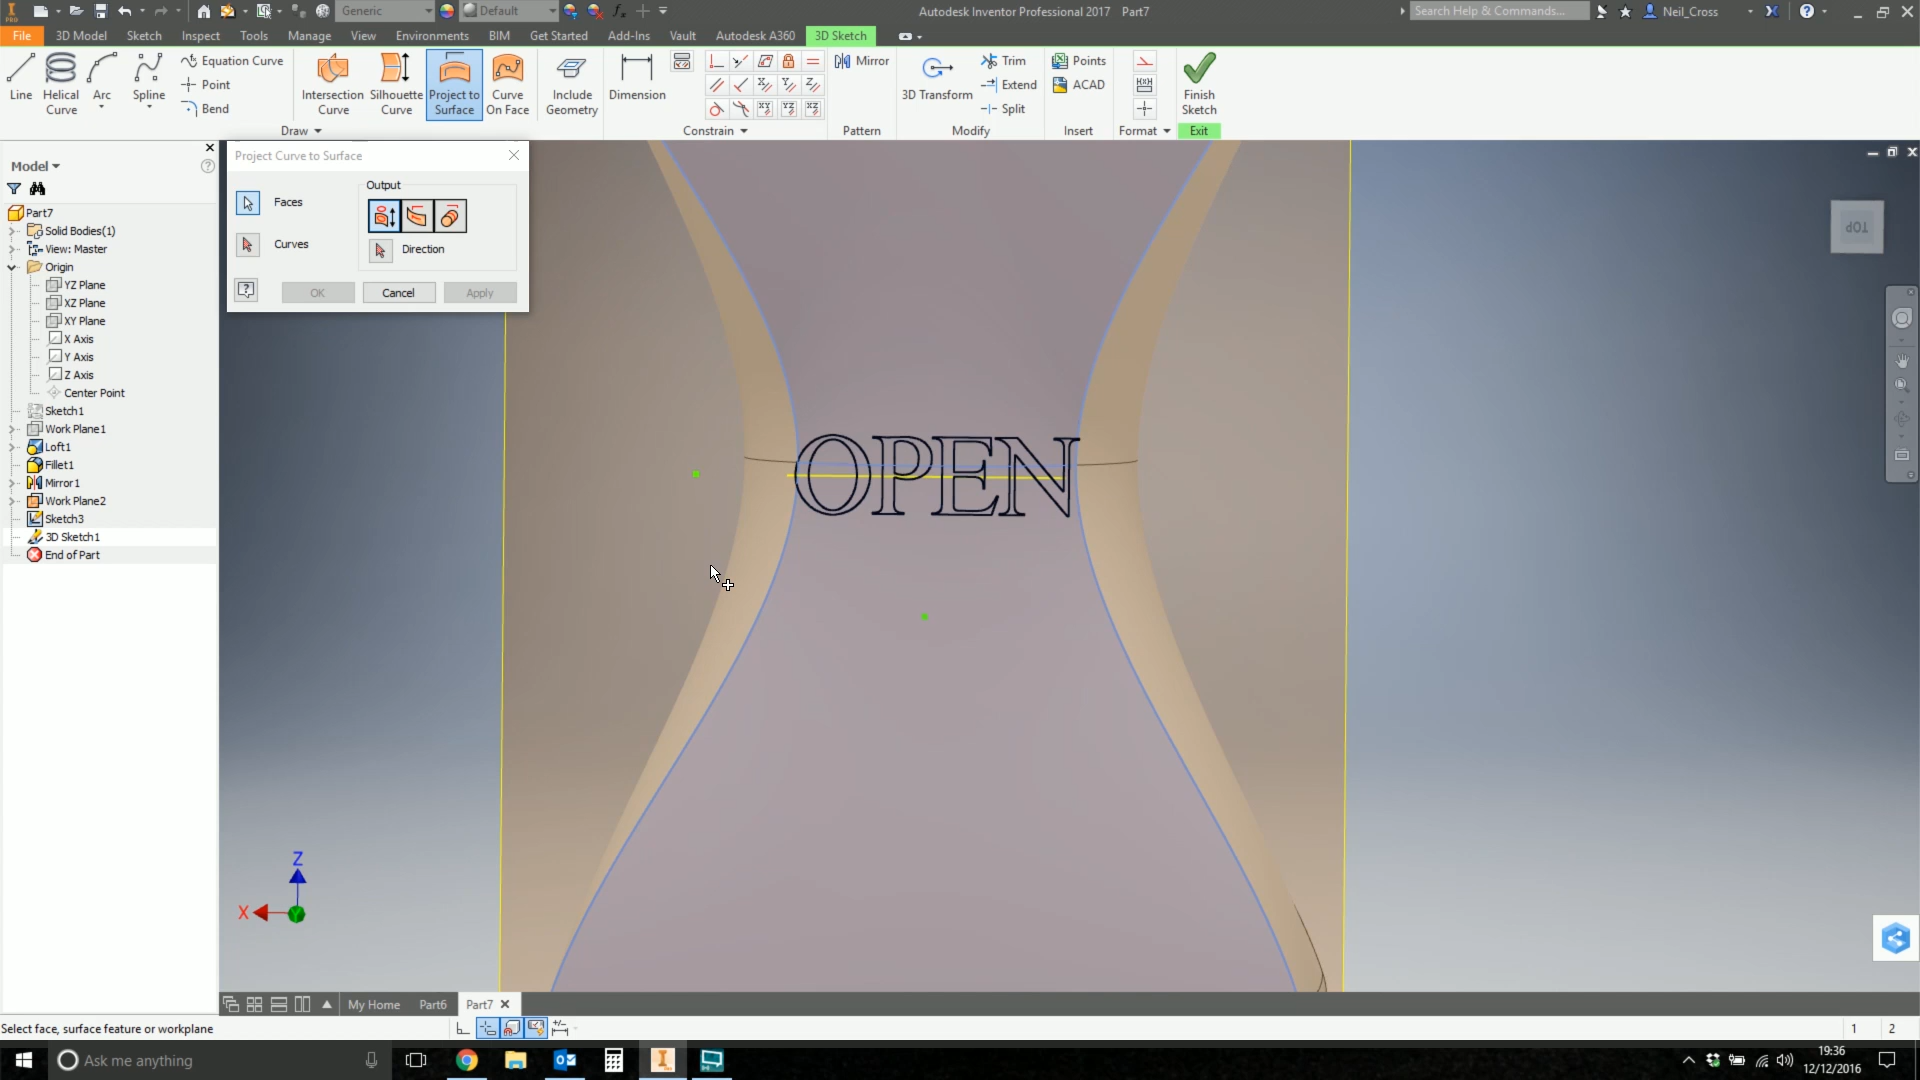 Generic
Default
Autodesk Inventor Professional 2017 Part7
Search Help & Commands...
Neil_Cross
File 3D Model Sketch Inspect Tools Manage View Environments BIM Get Started Add-Ins Vault Autodesk A360 3D Sketch
Line
Helical Curve
Arc
Spline
Equation Curve
Point
Bend
Draw
Intersection Curve
Silhouette Curve
Project to Surface
Curve On Face
Include Geometry
Dimension
Constrain
Mirror
Pattern
3D Transform
Trim
Extend
Split
Modify
Points
ACAD
Insert
Format
Finish Sketch
Exit
Model
Part7
Solid Bodies(1)
View: Master
Origin
YZ Plane
XZ Plane
XY Plane
X Axis
Y Axis
Z Axis
Center Point
Sketch1
Work Plane1
Loft1
Fillet1
Mirror1
Work Plane2
Sketch3
3D Sketch1
End of Part
Project Curve to Surface
Faces
Curves
Output
Direction
OK Cancel Apply
TOP
OPEN
Z
X
My Home Part6 Part7
Select face, surface feature or workplane
1 2
Ask me anything
19:36
12/12/2016